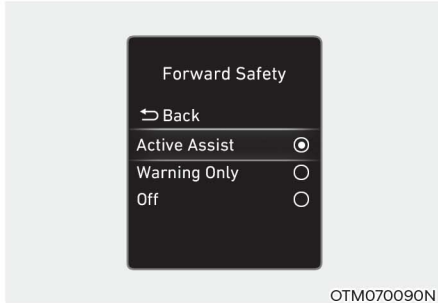 Forward Safety
Back
Active Assist
Warning Only
Off
OTM070090N